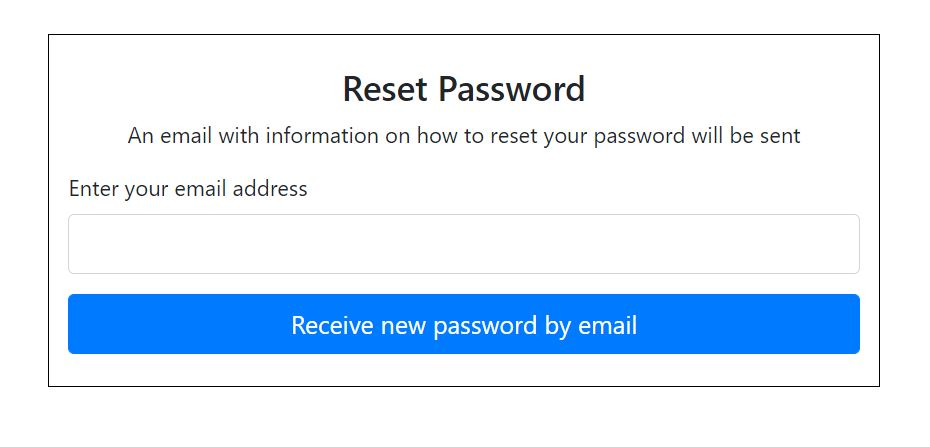 Reset Password
An email with information on how to reset your password will be sent
Enter your email address
Receive new password by email